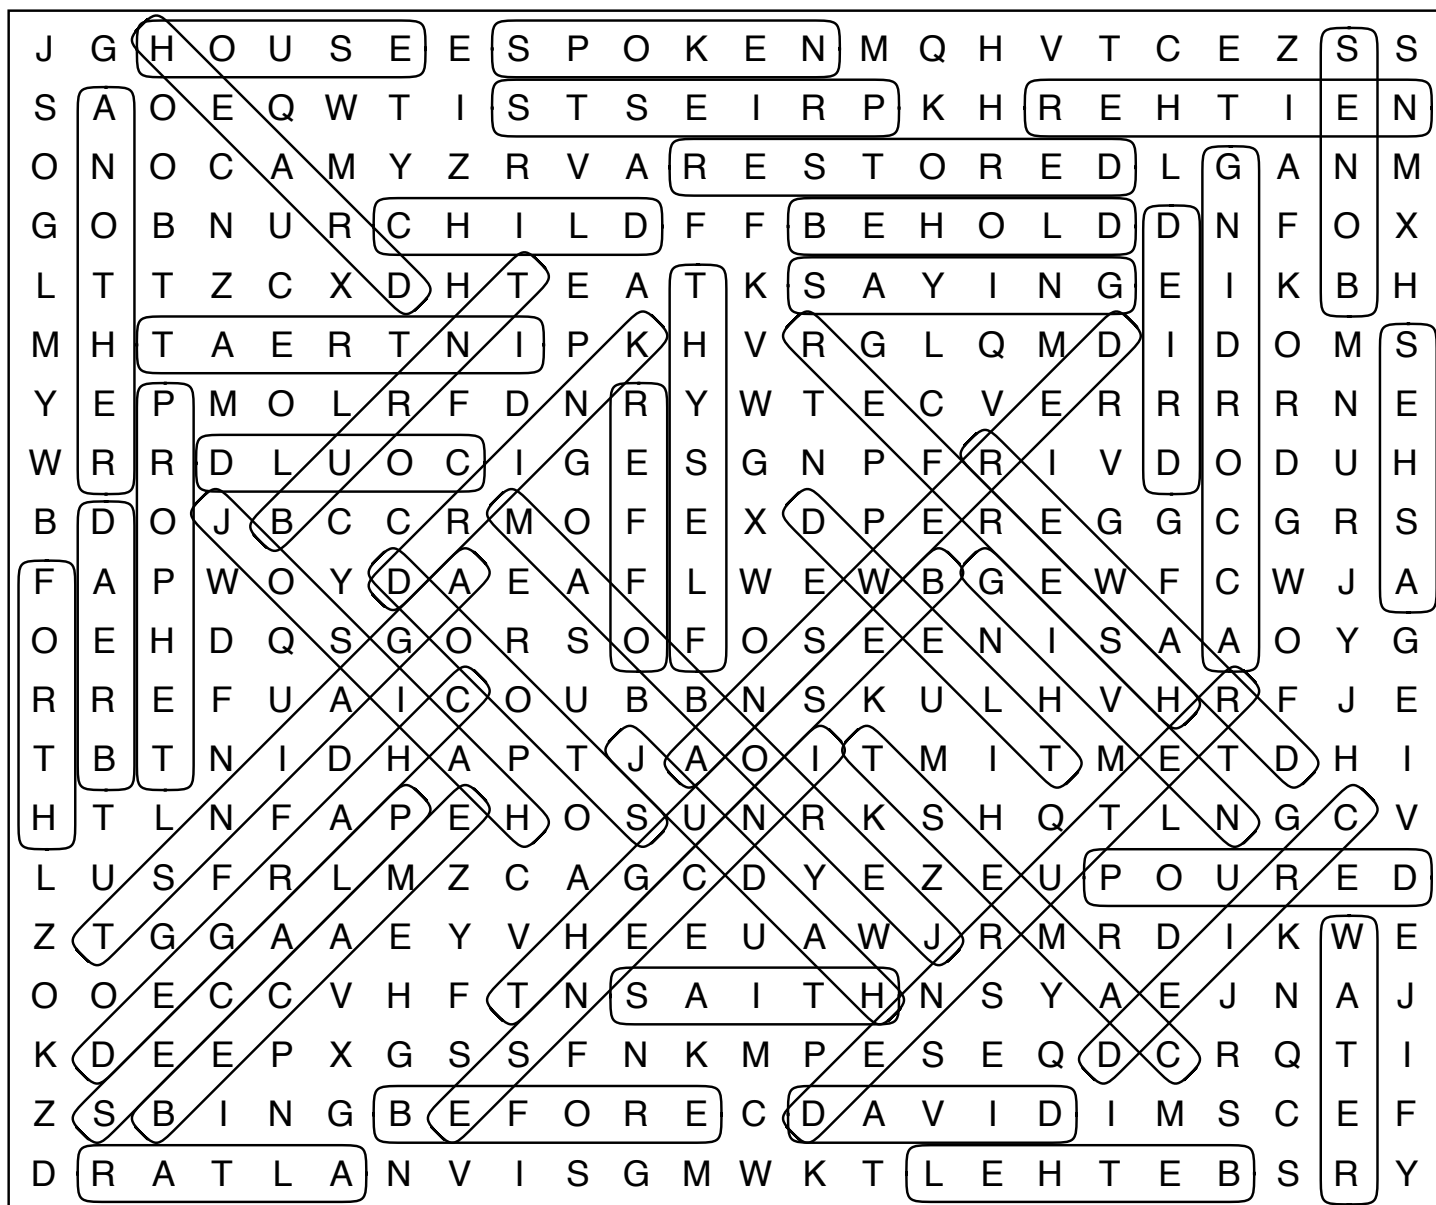 J G H O U S E E S P O K E N M Q H V T C E Z S S
S A O E Q W T I S T S E I R P K H R E H T I E N
O N O C A M Y Z R V A R E S T O R E D L G A N M
G O B N U R C H I L D F F B E H O L D D N F O X
L T T Z C X D H T E A T K S A Y I N G E I K B H
M H T A E R T N I P K H V R G L Q M D I D O M S
Y E P M O L R F D N R Y W T E C V E R R R R N E
W R R D L U O C I G E S G N P F R I V D O D U H
B D O J B C C R M O F E X D P E R E G G C G R S
F A P W O Y D A E A F L W E W B G E W F C W J A
O E H D Q S G O R S O F O S E E N I S A A O Y G
R R E F U A I C O U B B N S K U L H V H R F J E
T B T N I D H A P T J A O I T M I T M E T D H I
H T L N F A P E H O S U N R K S H Q T L N G C V
L U S F R L M Z C A G C D Y E Z E U P O U R E D
Z T G G A A E Y V H E E U A W J R M R D I K W E
O O E C C V H F T N S A I T H N S Y A E J N A J
K D E E P X G S S F N K M P E S E Q D C R Q T I
Z S B I N G B E F O R E C D A V I D I M S C E F
D R A T L A N V I S G M W K T L E H T E B S R Y